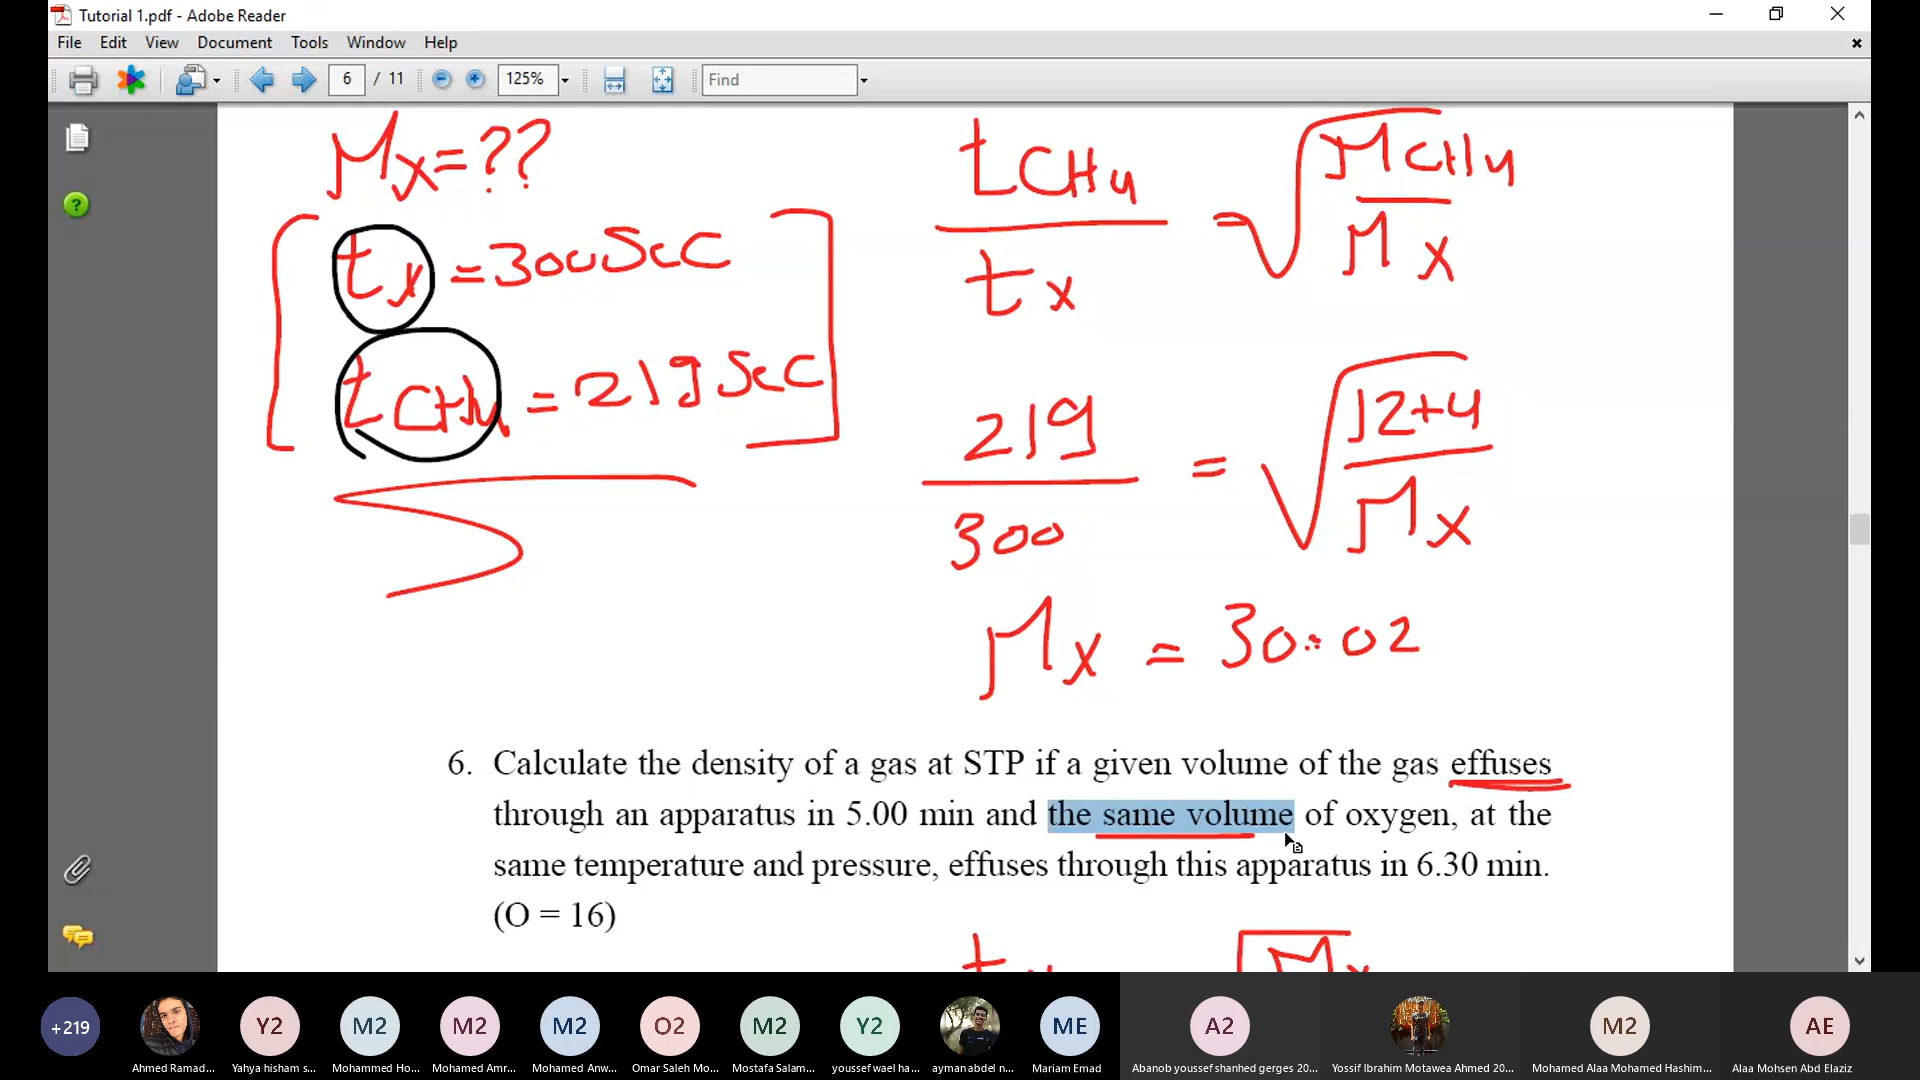 Tutorial 1.pdf - Adobe Reader
File Edit View Document Tools Window Help
6 / 11 125% Find
Mx = ??
tx = 300 Sec
tCH4 = 219 Sec
tCH4 / tx = √ MCH4 / Mx
219 / 300 = √ 12+4 / Mx
Mx = 30.02
6. Calculate the density of a gas at STP if a given volume of the gas effuses
through an apparatus in 5.00 min and the same volume of oxygen, at the
same temperature and pressure, effuses through this apparatus in 6.30 min.
(O = 16)
+219 Y2 M2 M2 M2 O2 M2 Y2 ME A2 M2 AE
Ahmed Ramad... Yahya hisham s... Mohammed Ho... Mohamed Amr... Mohamed Anw... Omar Saleh Mo... Mostafa Salam... youssef wael ha... ayman abdel n... Mariam Emad Abanob youssef shanhed gerges 20... Yossif Ibrahim Motawea Ahmed 20... Mohamed Alaa Mohamed Hashim... Alaa Mohsen Abd Elaziz